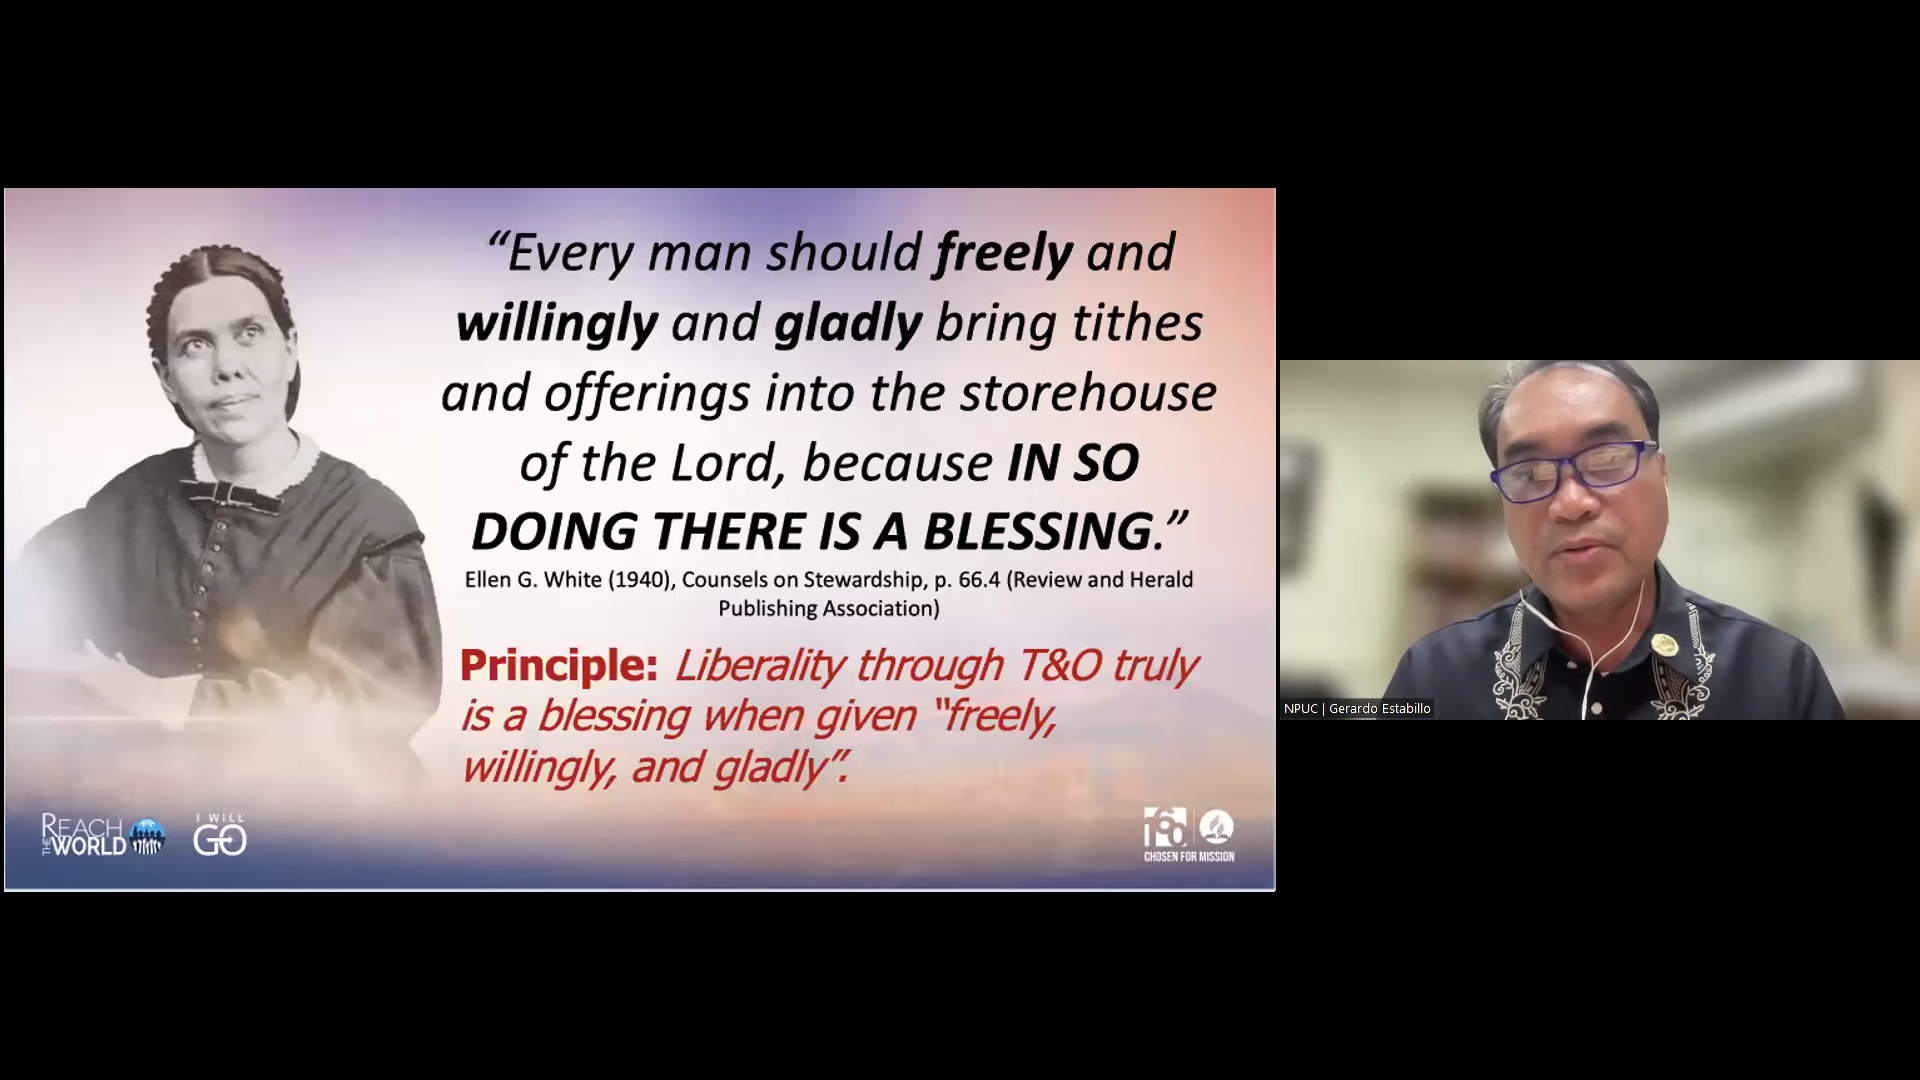 “Every man should freely and
willingly and gladly bring tithes
and offerings into the storehouse
of the Lord, because IN SO
DOING THERE IS A BLESSING.”
Ellen G. White (1940), Counsels on Stewardship, p. 66.4 (Review and Herald
Publishing Association)
Principle: Liberality through T&O truly
is a blessing when given “freely,
willingly, and gladly”.
REACH
THE WORLD
I WILL
GO
160
CHOSEN FOR MISSION
NPUC | Gerardo Estabillo